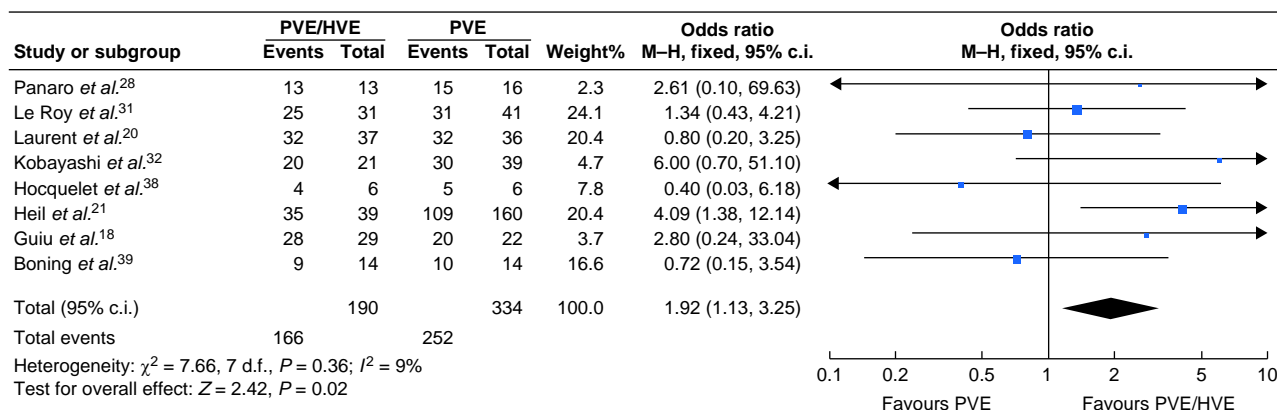 PVE/HVE PVE Odds ratio Odds ratio
Study or subgroup Events Total Events Total Weight% M–H, fixed, 95% c.i. M–H, fixed, 95% c.i.
Panaro et al.28 13 13 15 16 2.3 2.61 (0.10, 69.63)
Le Roy et al.31 25 31 31 41 24.1 1.34 (0.43, 4.21)
Laurent et al.20 32 37 32 36 20.4 0.80 (0.20, 3.25)
Kobayashi et al.32 20 21 30 39 4.7 6.00 (0.70, 51.10)
Hocquelet et al.38 4 6 5 6 7.8 0.40 (0.03, 6.18)
Heil et al.21 35 39 109 160 20.4 4.09 (1.38, 12.14)
Guiu et al.18 28 29 20 22 3.7 2.80 (0.24, 33.04)
Boning et al.39 9 14 10 14 16.6 0.72 (0.15, 3.54)
Total (95% c.i.) 190 334 100.0 1.92 (1.13, 3.25)
Total events 166 252
Heterogeneity: χ2 = 7.66, 7 d.f., P = 0.36; I2 = 9%
Test for overall effect: Z = 2.42, P = 0.02
0.1 0.2 0.5 1 2 5 10
Favours PVE Favours PVE/HVE